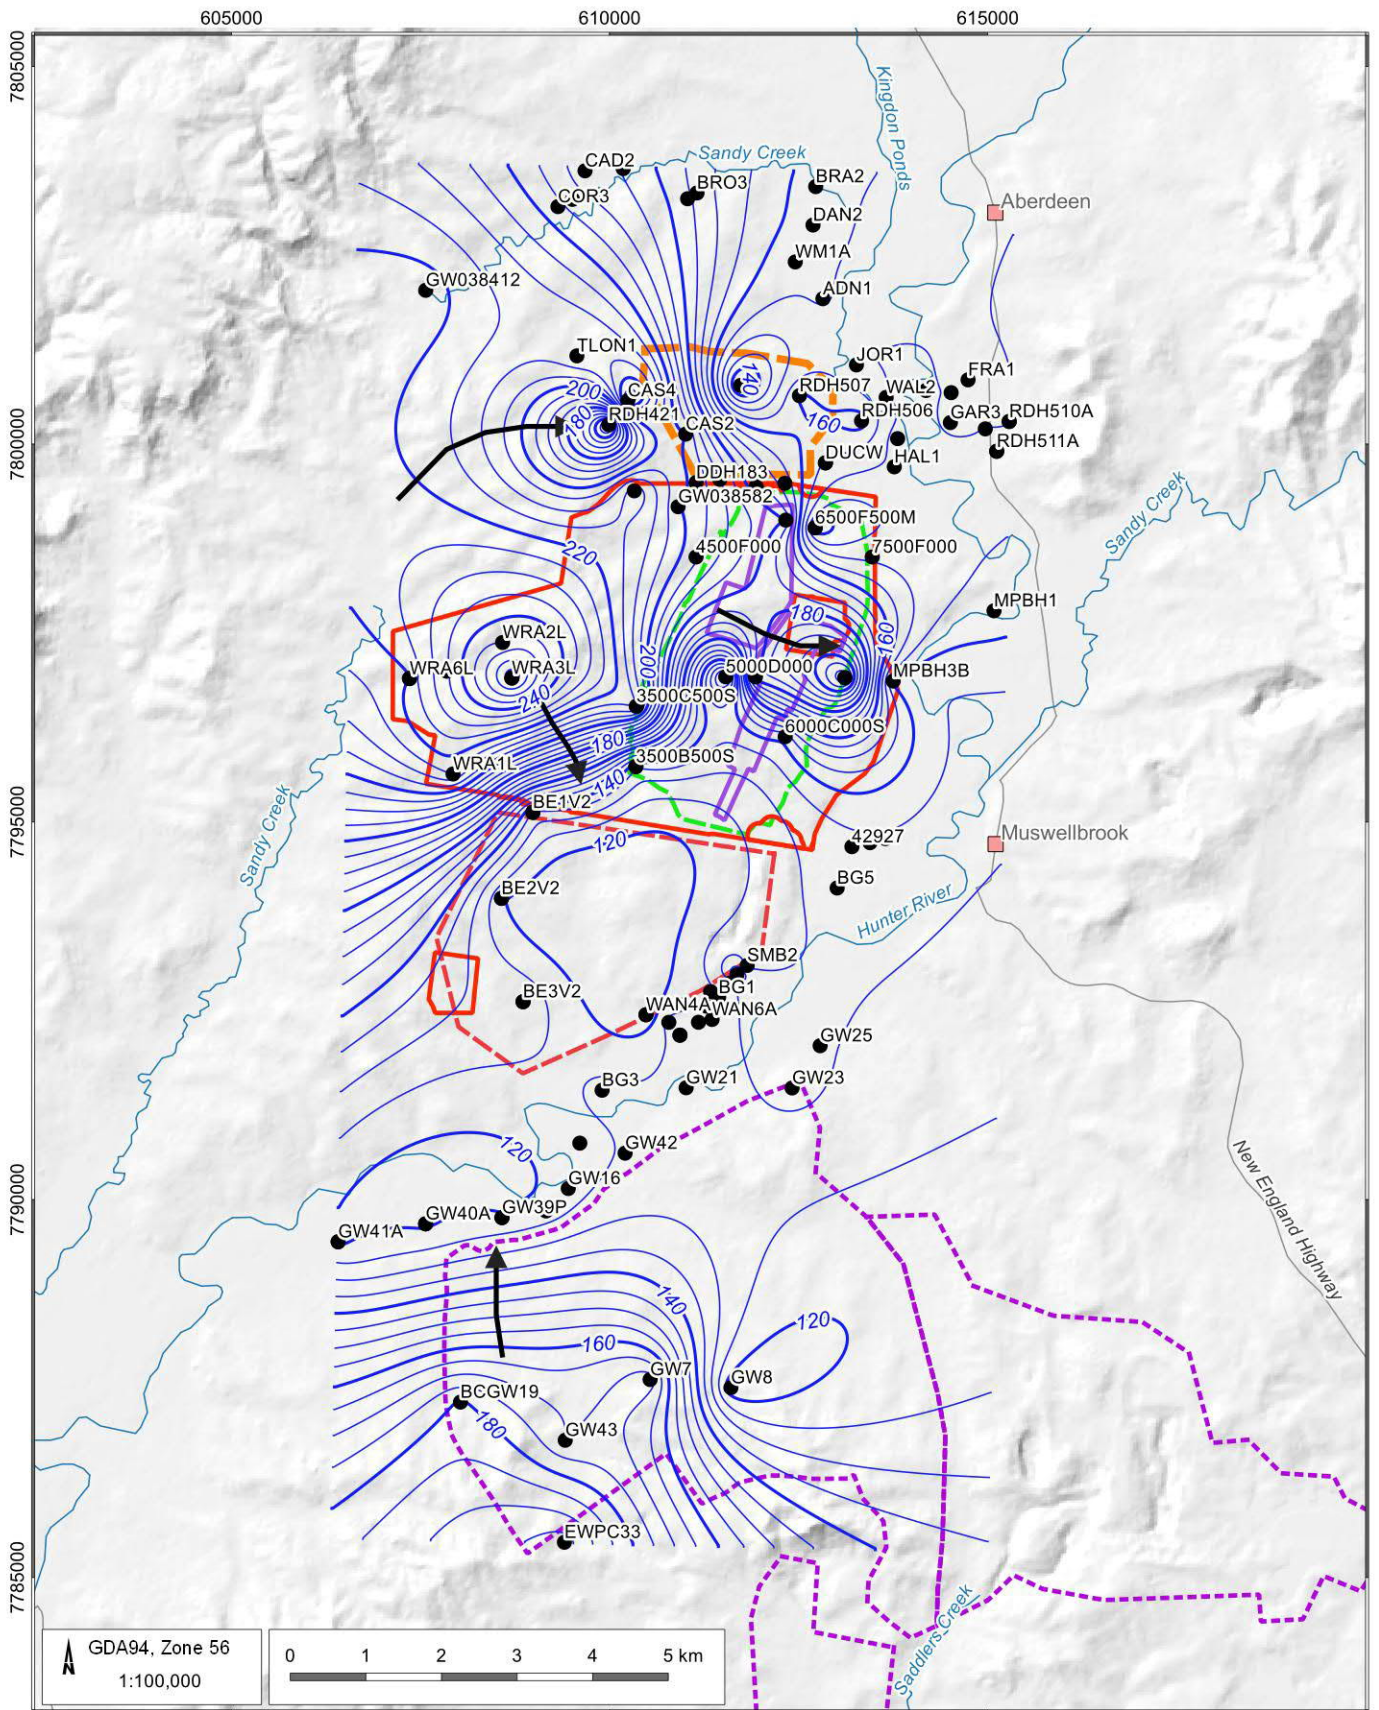 605000
610000
615000
7805000
7800000
7795000
7790000
7785000
Kingdon Ponds
Sandy Creek
CAD2
BRO3
BRA2
COR3
Aberdeen
DAN2
WM1A
GW038412
ADN1
TLON1
JOR1
140
FRA1
200
CAS4
RDH507
WAL2
180
RDH421
160
RDH506
GAR3
RDH510A
CAS2
RDH511A
DUCW
HAL1
DDH183
GW038582
Sandy Creek
6500F500M
220
4500F000
7500F000
MPBH1
180
WRA2L
160
WRA6L
WRA3L
200
5000D000
MPBH3B
240
3500C500S
180
6000C000S
3500B500S
WRA1L
140
BE1V2
Sandy Creek
120
42927
Muswellbrook
BG5
BE2V2
Hunter River
SMB2
BE3V2
BG1
WAN4A
WAN6A
GW25
BG3
GW21
GW23
120
GW42
New England Highway
GW16
GW39P
GW40A
GW41A
140
120
160
GW7
GW8
BCGW19
180
GW43
EWPC33
Saddlers Creek
N
GDA94, Zone 56
1:100,000
0 1 2 3 4 5 km